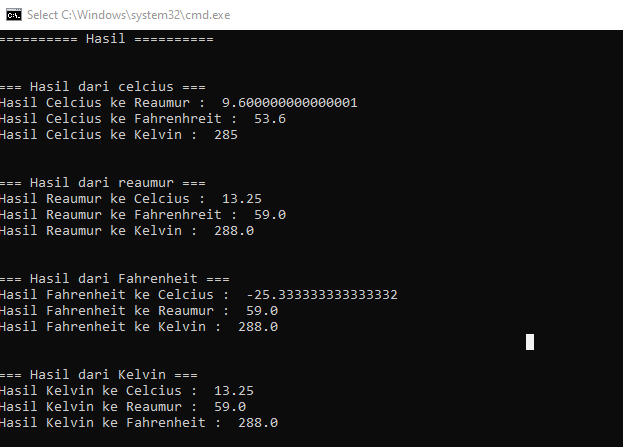 Select C:\Windows\system32\cmd.exe
========== Hasil ==========
=== Hasil dari celcius ===
Hasil Celcius ke Reaumur :  9.600000000000001
Hasil Celcius ke Fahrenhreit :  53.6
Hasil Celcius ke Kelvin :  285
=== Hasil dari reaumur ===
Hasil Reaumur ke Celcius :  13.25
Hasil Reaumur ke Fahrenhreit :  59.0
Hasil Reaumur ke Kelvin :  288.0
=== Hasil dari Fahrenheit ===
Hasil Fahrenheit ke Celcius :  -25.333333333333332
Hasil Fahrenheit ke Reaumur :  59.0
Hasil Fahrenheit ke Kelvin :  288.0
=== Hasil dari Kelvin ===
Hasil Kelvin ke Celcius :  13.25
Hasil Kelvin ke Reaumur :  59.0
Hasil Kelvin ke Fahrenheit :  288.0